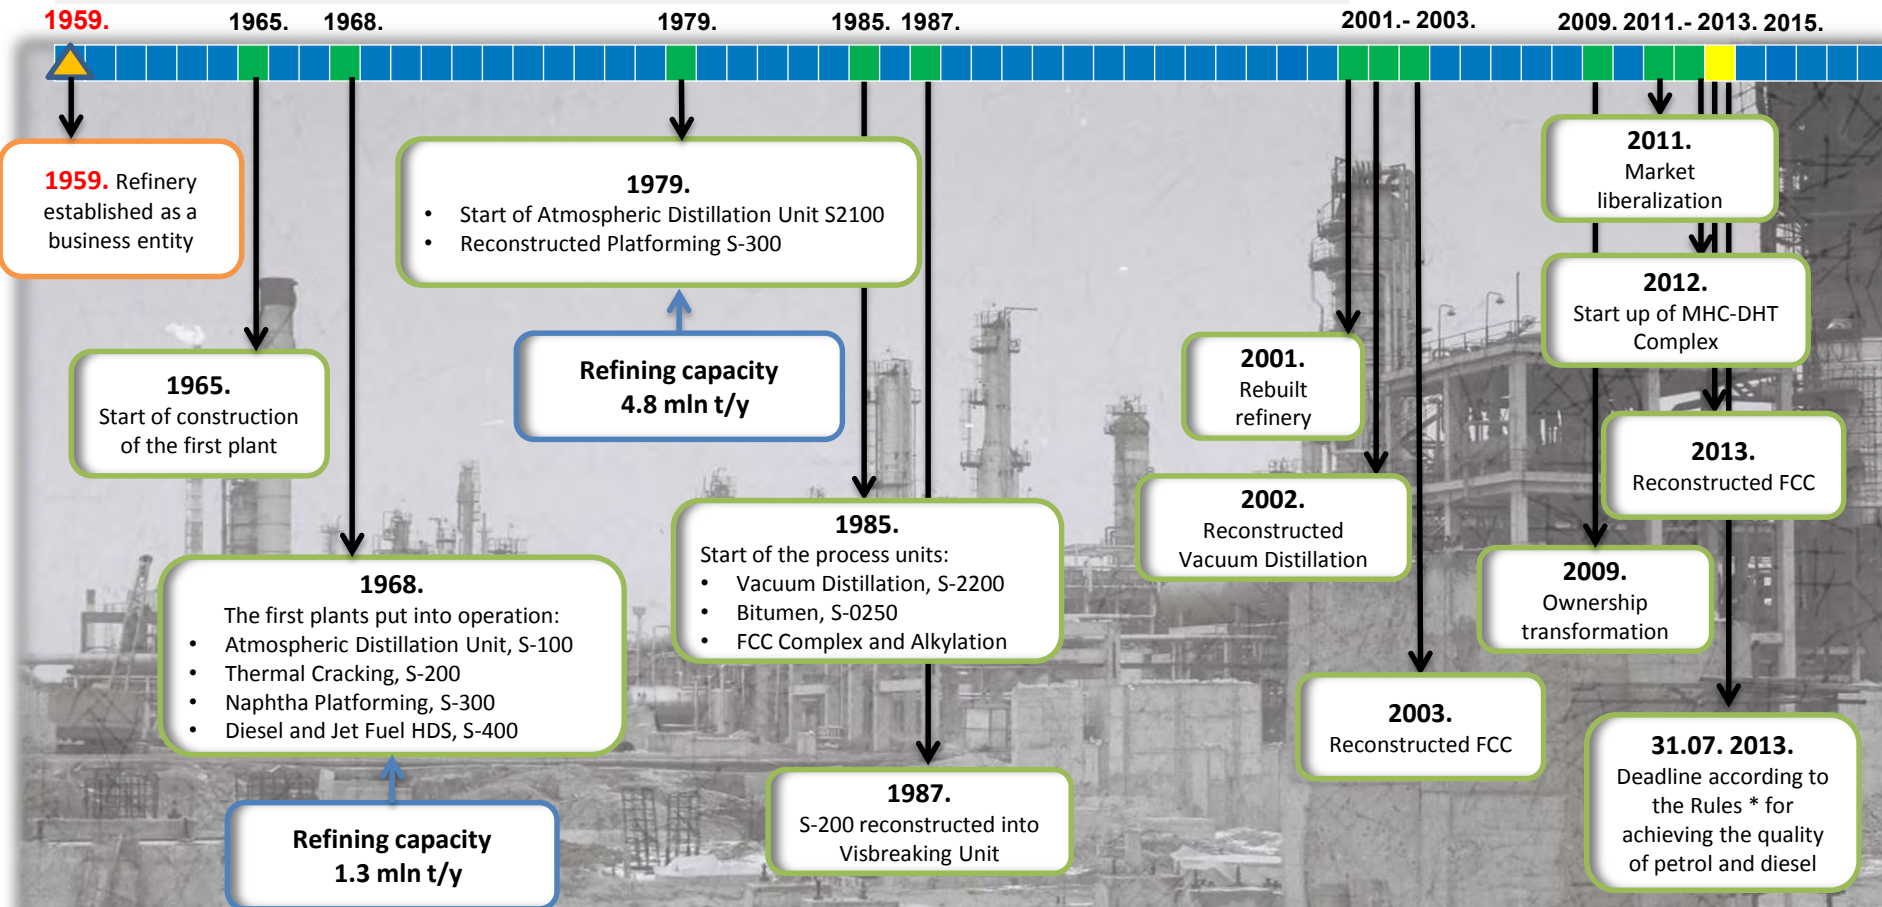 1959.
1965.
1968.
1979.
1985.
1987.
2001.- 2003.
2009.
2011.- 2013.
2015.
1959. Refinery
established as a
business entity
1965.
Start of construction
of the first plant
1968.
The first plants put into operation:
• Atmospheric Distillation Unit, S-100
• Thermal Cracking, S-200
• Naphtha Platforming, S-300
• Diesel and Jet Fuel HDS, S-400
Refining capacity
1.3 mln t/y
1979.
• Start of Atmospheric Distillation Unit S2100
• Reconstructed Platforming S-300
Refining capacity
4.8 mln t/y
1985.
Start of the process units:
• Vacuum Distillation, S-2200
• Bitumen, S-0250
• FCC Complex and Alkylation
1987.
S-200 reconstructed into
Visbreaking Unit
2001.
Rebuilt
refinery
2002.
Reconstructed
Vacuum Distillation
2003.
Reconstructed FCC
2009.
Ownership
transformation
2011.
Market
liberalization
2012.
Start up of MHC-DHT
Complex
2013.
Reconstructed FCC
31.07. 2013.
Deadline according to
the Rules * for
achieving the quality
of petrol and diesel